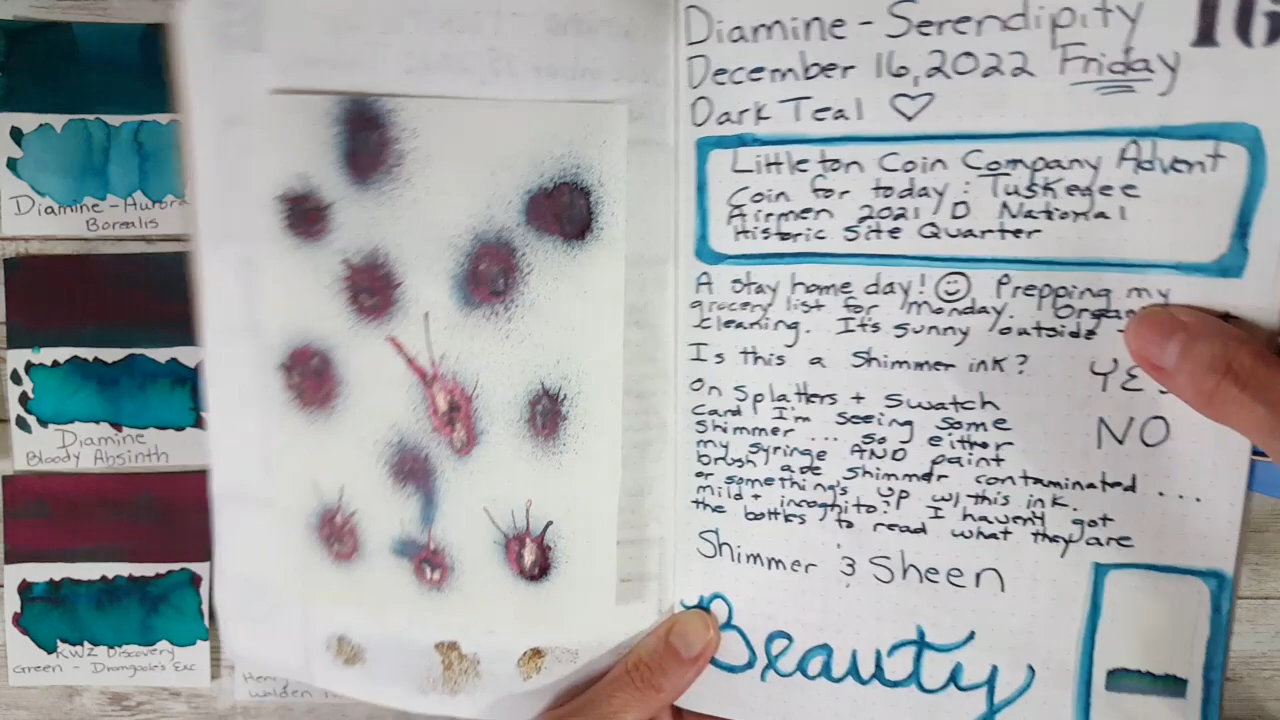 Diamine - Aurora
Borealis
Diamine
Bloody Absinth
KWZ Discovery
Green - Dromgoole's Exc.
Henry
Walden
Diamine - Serendipity
16
December 16, 2022 Friday
Dark Teal ♡
Littleton Coin Company Advent
Coin for today: Tuskegee
Airmen 2021 D National
Historic Site Quarter
A stay home day! ☺ Prepping my
grocery list for Monday.
cleaning. It's sunny outside
Is this a Shimmer ink?
YES
NO
On Splatters + Swatch
Card I'm seeing some
Shimmer ... so either
my syringe AND paint
brush are shimmer contaminated ...
or something's up w/ this ink.
mild + incognito? I haven't got
the bottles to read what they are
Shimmer & Sheen
Beauty